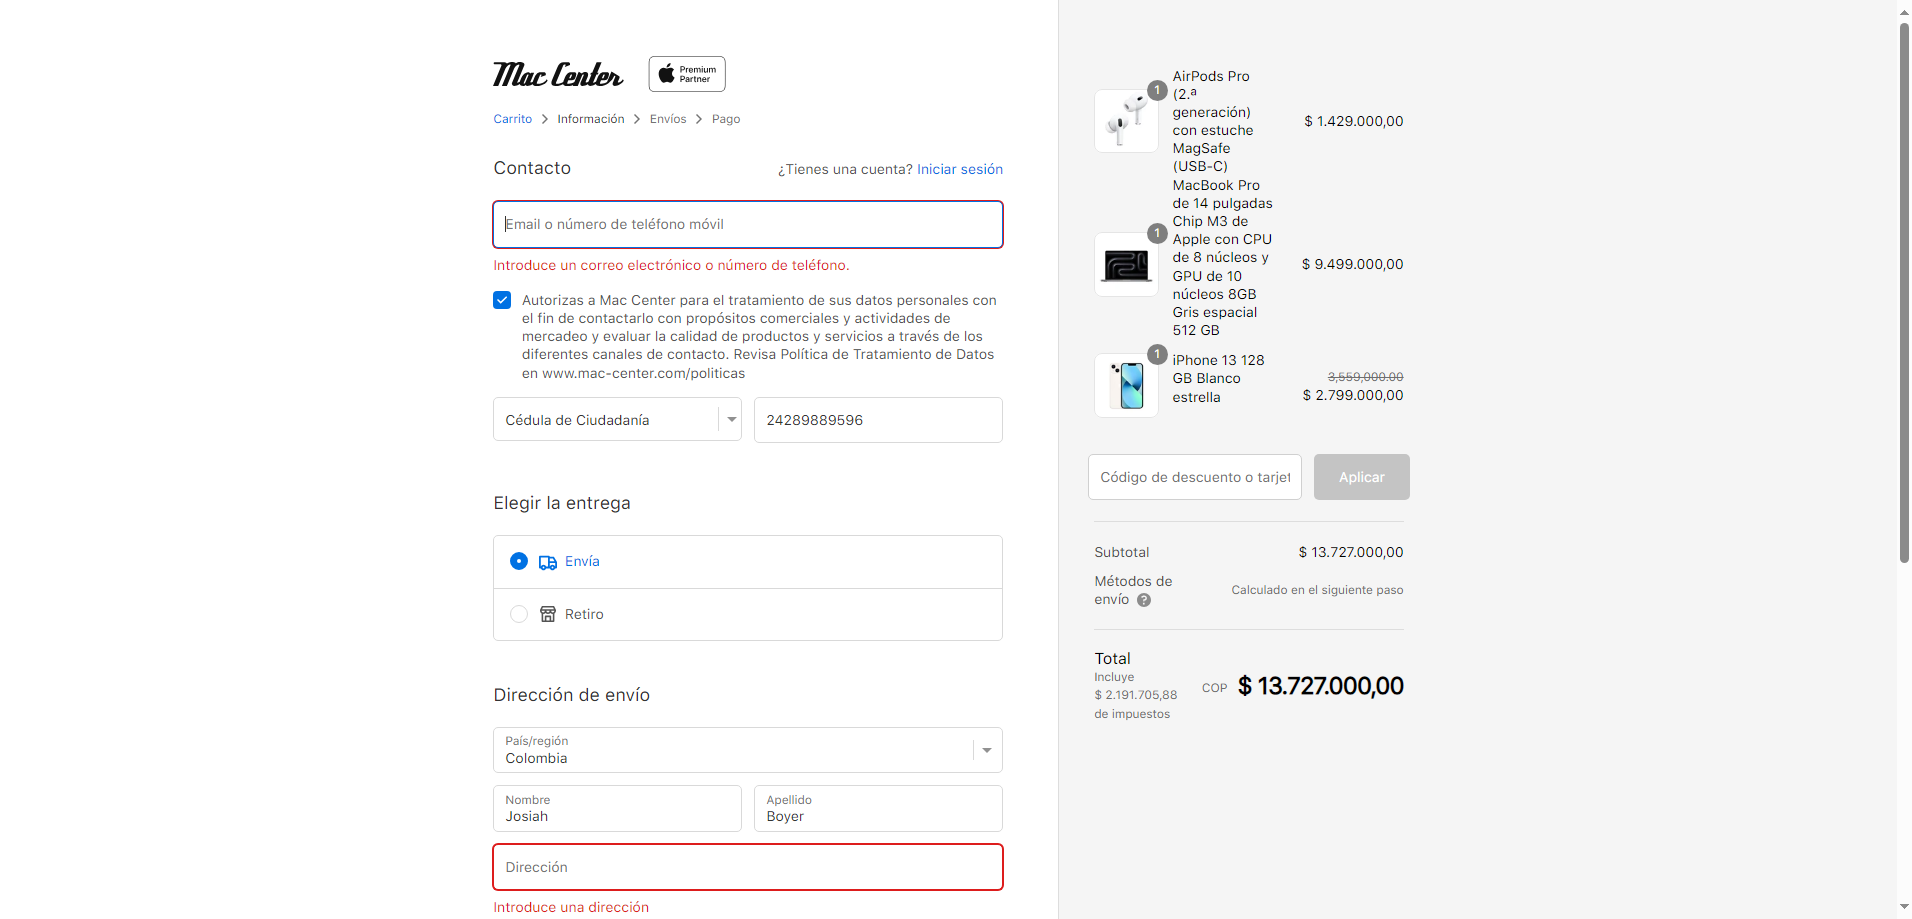 Mac Center
Premium
Partner
Carrito > Información > Envíos > Pago
Contacto
¿Tienes una cuenta? Iniciar sesión
Email o número de teléfono móvil
Introduce un correo electrónico o número de teléfono.
Autorizas a Mac Center para el tratamiento de sus datos personales con
el fin de contactarlo con propósitos comerciales y actividades de
mercadeo y evaluar la calidad de productos y servicios a través de los
diferentes canales de contacto. Revisa Política de Tratamiento de Datos
en www.mac-center.com/politicas
Cédula de Ciudadanía
24289889596
Elegir la entrega
Envía
Retiro
Dirección de envío
País/región
Colombia
Nombre
Josiah
Apellido
Boyer
Dirección
Introduce una dirección
1
AirPods Pro
(2.ª
generación)
con estuche
MagSafe
(USB-C)
$ 1.429.000,00
1
MacBook Pro
de 14 pulgadas
Chip M3 de
Apple con CPU
de 8 núcleos y
GPU de 10
núcleos 8GB
Gris espacial
512 GB
$ 9.499.000,00
1
iPhone 13 128
GB Blanco
estrella
3,559,000.00
$ 2.799.000,00
Código de descuento o tarjet
Aplicar
Subtotal
$ 13.727.000,00
Métodos de
envío ?
Calculado en el siguiente paso
Total
Incluye
$ 2.191.705,88
de impuestos
COP $ 13.727.000,00